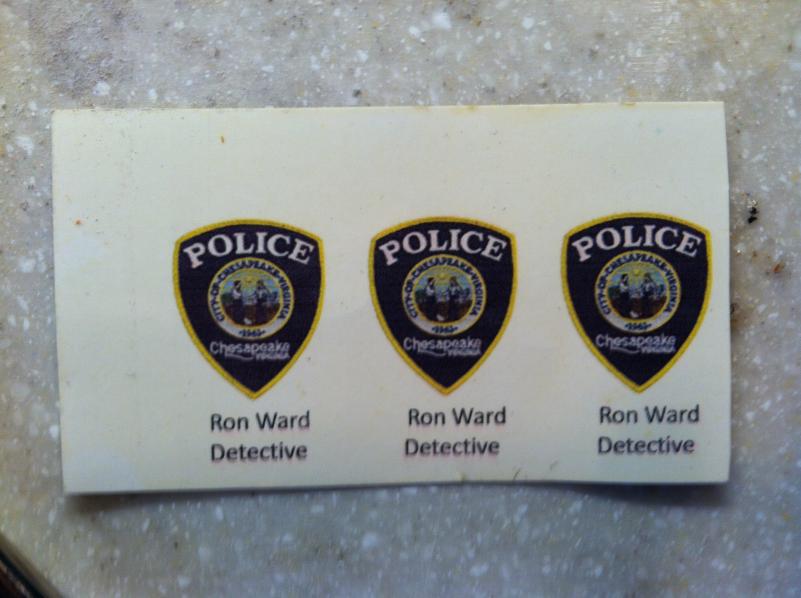 POLICE
CITY·OF·CHESAPEAKE·VIRGINIA
·1963·
Chesapeake
VIRGINIA
Ron Ward
Detective
POLICE
CITY·OF·CHESAPEAKE·VIRGINIA
·1963·
Chesapeake
VIRGINIA
Ron Ward
Detective
POLICE
CITY·OF·CHESAPEAKE·VIRGINIA
·1963·
Chesapeake
VIRGINIA
Ron Ward
Detective